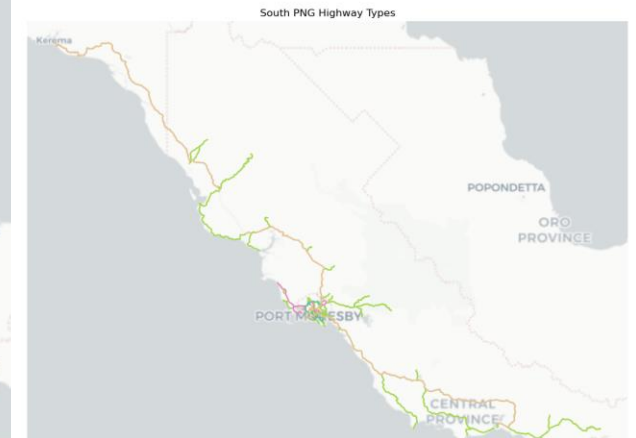 South PNG Highway Types
Kerema
POPONDETTA
ORO
PROVINCE
PORT MORESBY
CENTRAL
PROVINCE